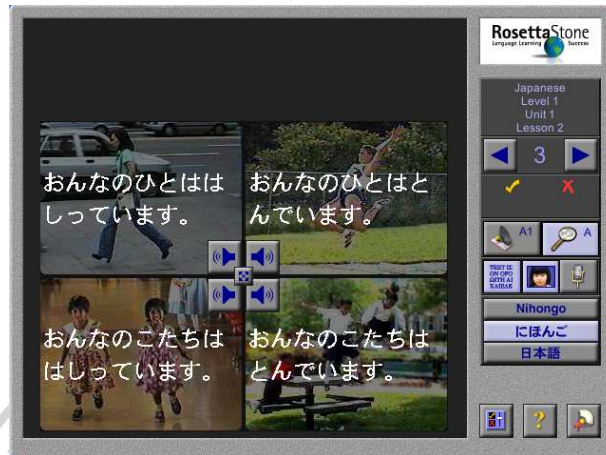 RosettaStone
Language Learning Success
Japanese
Level 1
Unit 1
Lesson 2
3
おんなのひとはは
しっています。
おんなのひとはと
んでいます。
A1
A
TEXT IS
ON OPO
Nihongo
にほんご
日本語
おんなのこたちは
はしっています。
おんなのこたちは
とんでいます。
?